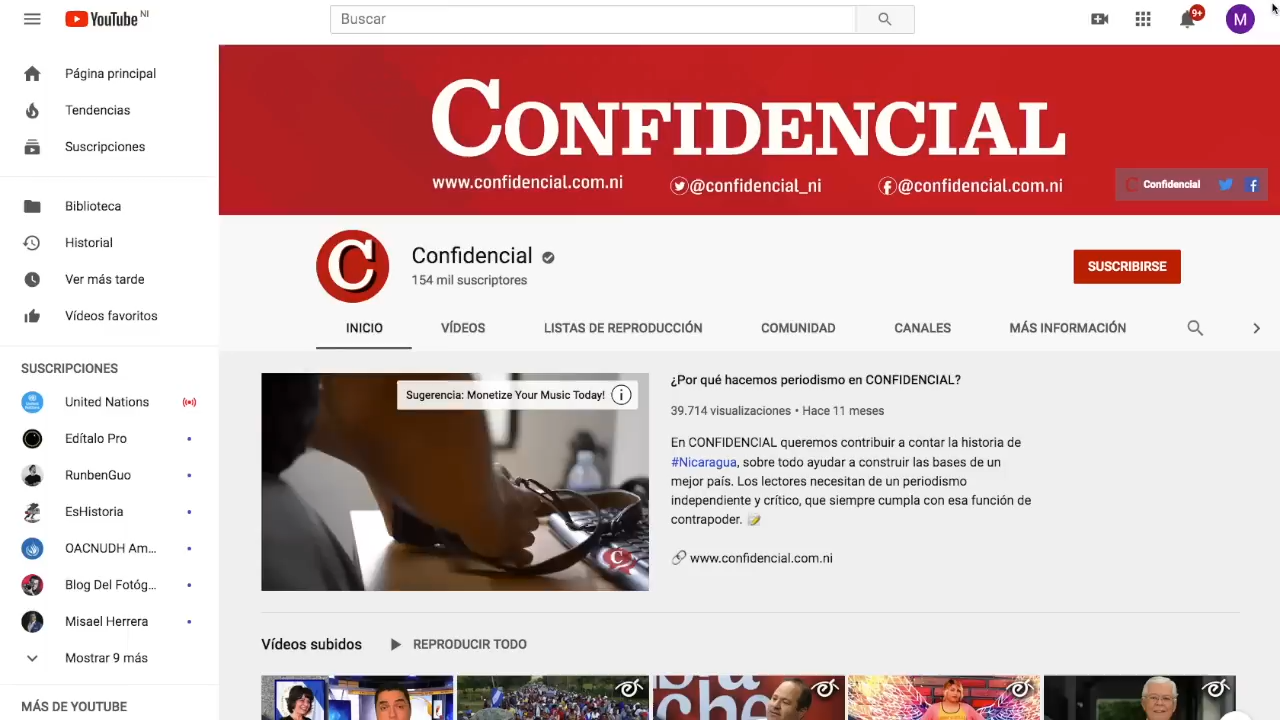 YouTube NI
Buscar
9+
M
Página principal
Tendencias
Suscripciones
Biblioteca
Historial
Ver más tarde
Vídeos favoritos
SUSCRIPCIONES
United Nations
Edítalo Pro
RunbenGuo
EsHistoria
OACNUDH Am...
Blog Del Fotóg...
Misael Herrera
Mostrar 9 más
MÁS DE YOUTUBE
CONFIDENCIAL
www.confidencial.com.ni
@confidencial_ni
@confidencial.com.ni
Confidencial
C
Confidencial
154 mil suscriptores
SUSCRIBIRSE
INICIO
VÍDEOS
LISTAS DE REPRODUCCIÓN
COMUNIDAD
CANALES
MÁS INFORMACIÓN
Sugerencia: Monetize Your Music Today!
¿Por qué hacemos periodismo en CONFIDENCIAL?
39.714 visualizaciones • Hace 11 meses
En CONFIDENCIAL queremos contribuir a contar la historia de
#Nicaragua, sobre todo ayudar a construir las bases de un
mejor país. Los lectores necesitan de un periodismo
independiente y crítico, que siempre cumpla con esa función de
contrapoder.
www.confidencial.com.ni
Vídeos subidos
REPRODUCIR TODO